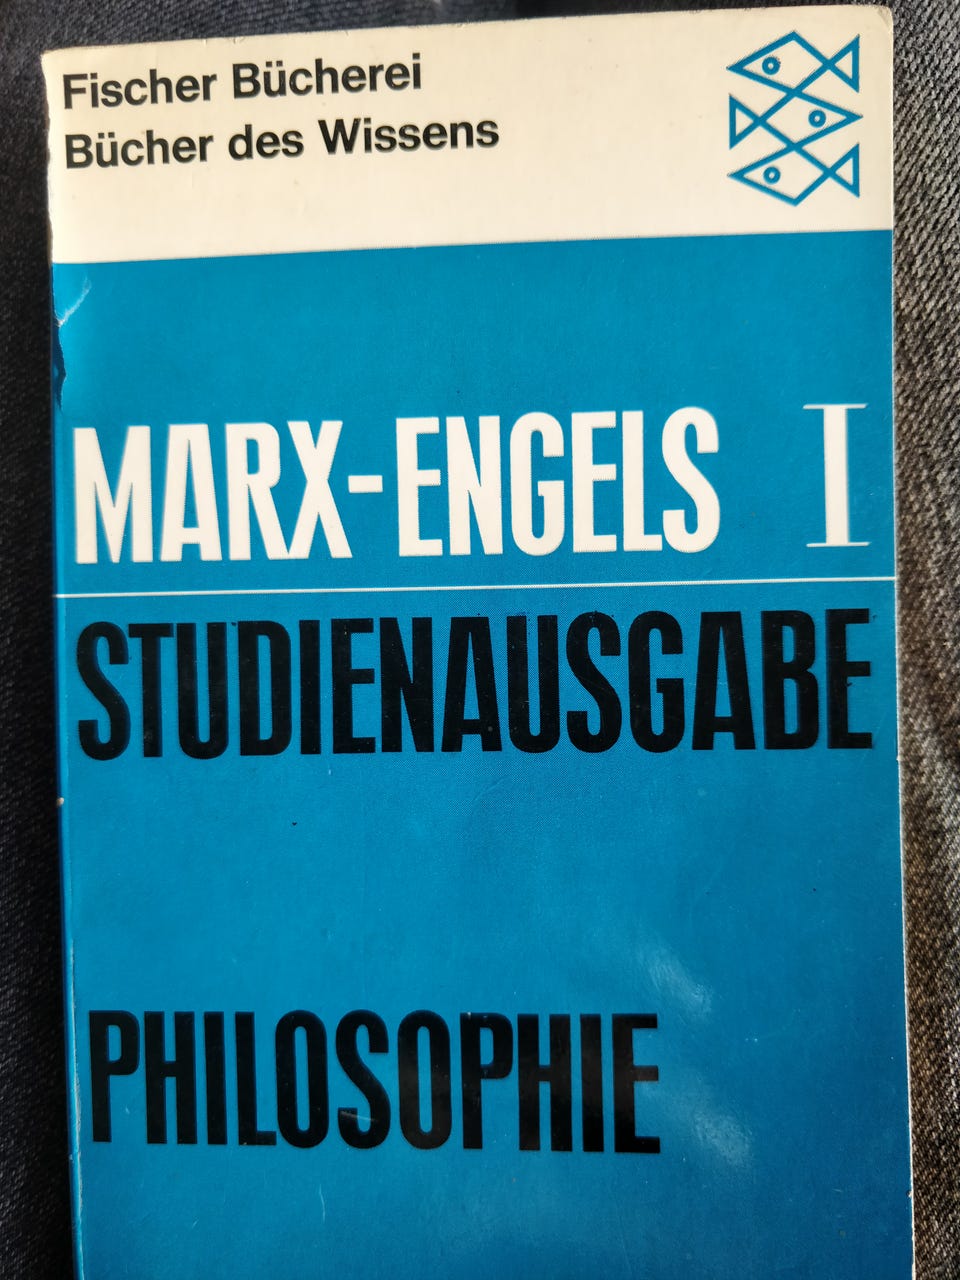 Fischer Bücherei
Bücher des Wissens
MARX-ENGELS I
STUDIENAUSGABE
PHILOSOPHIE